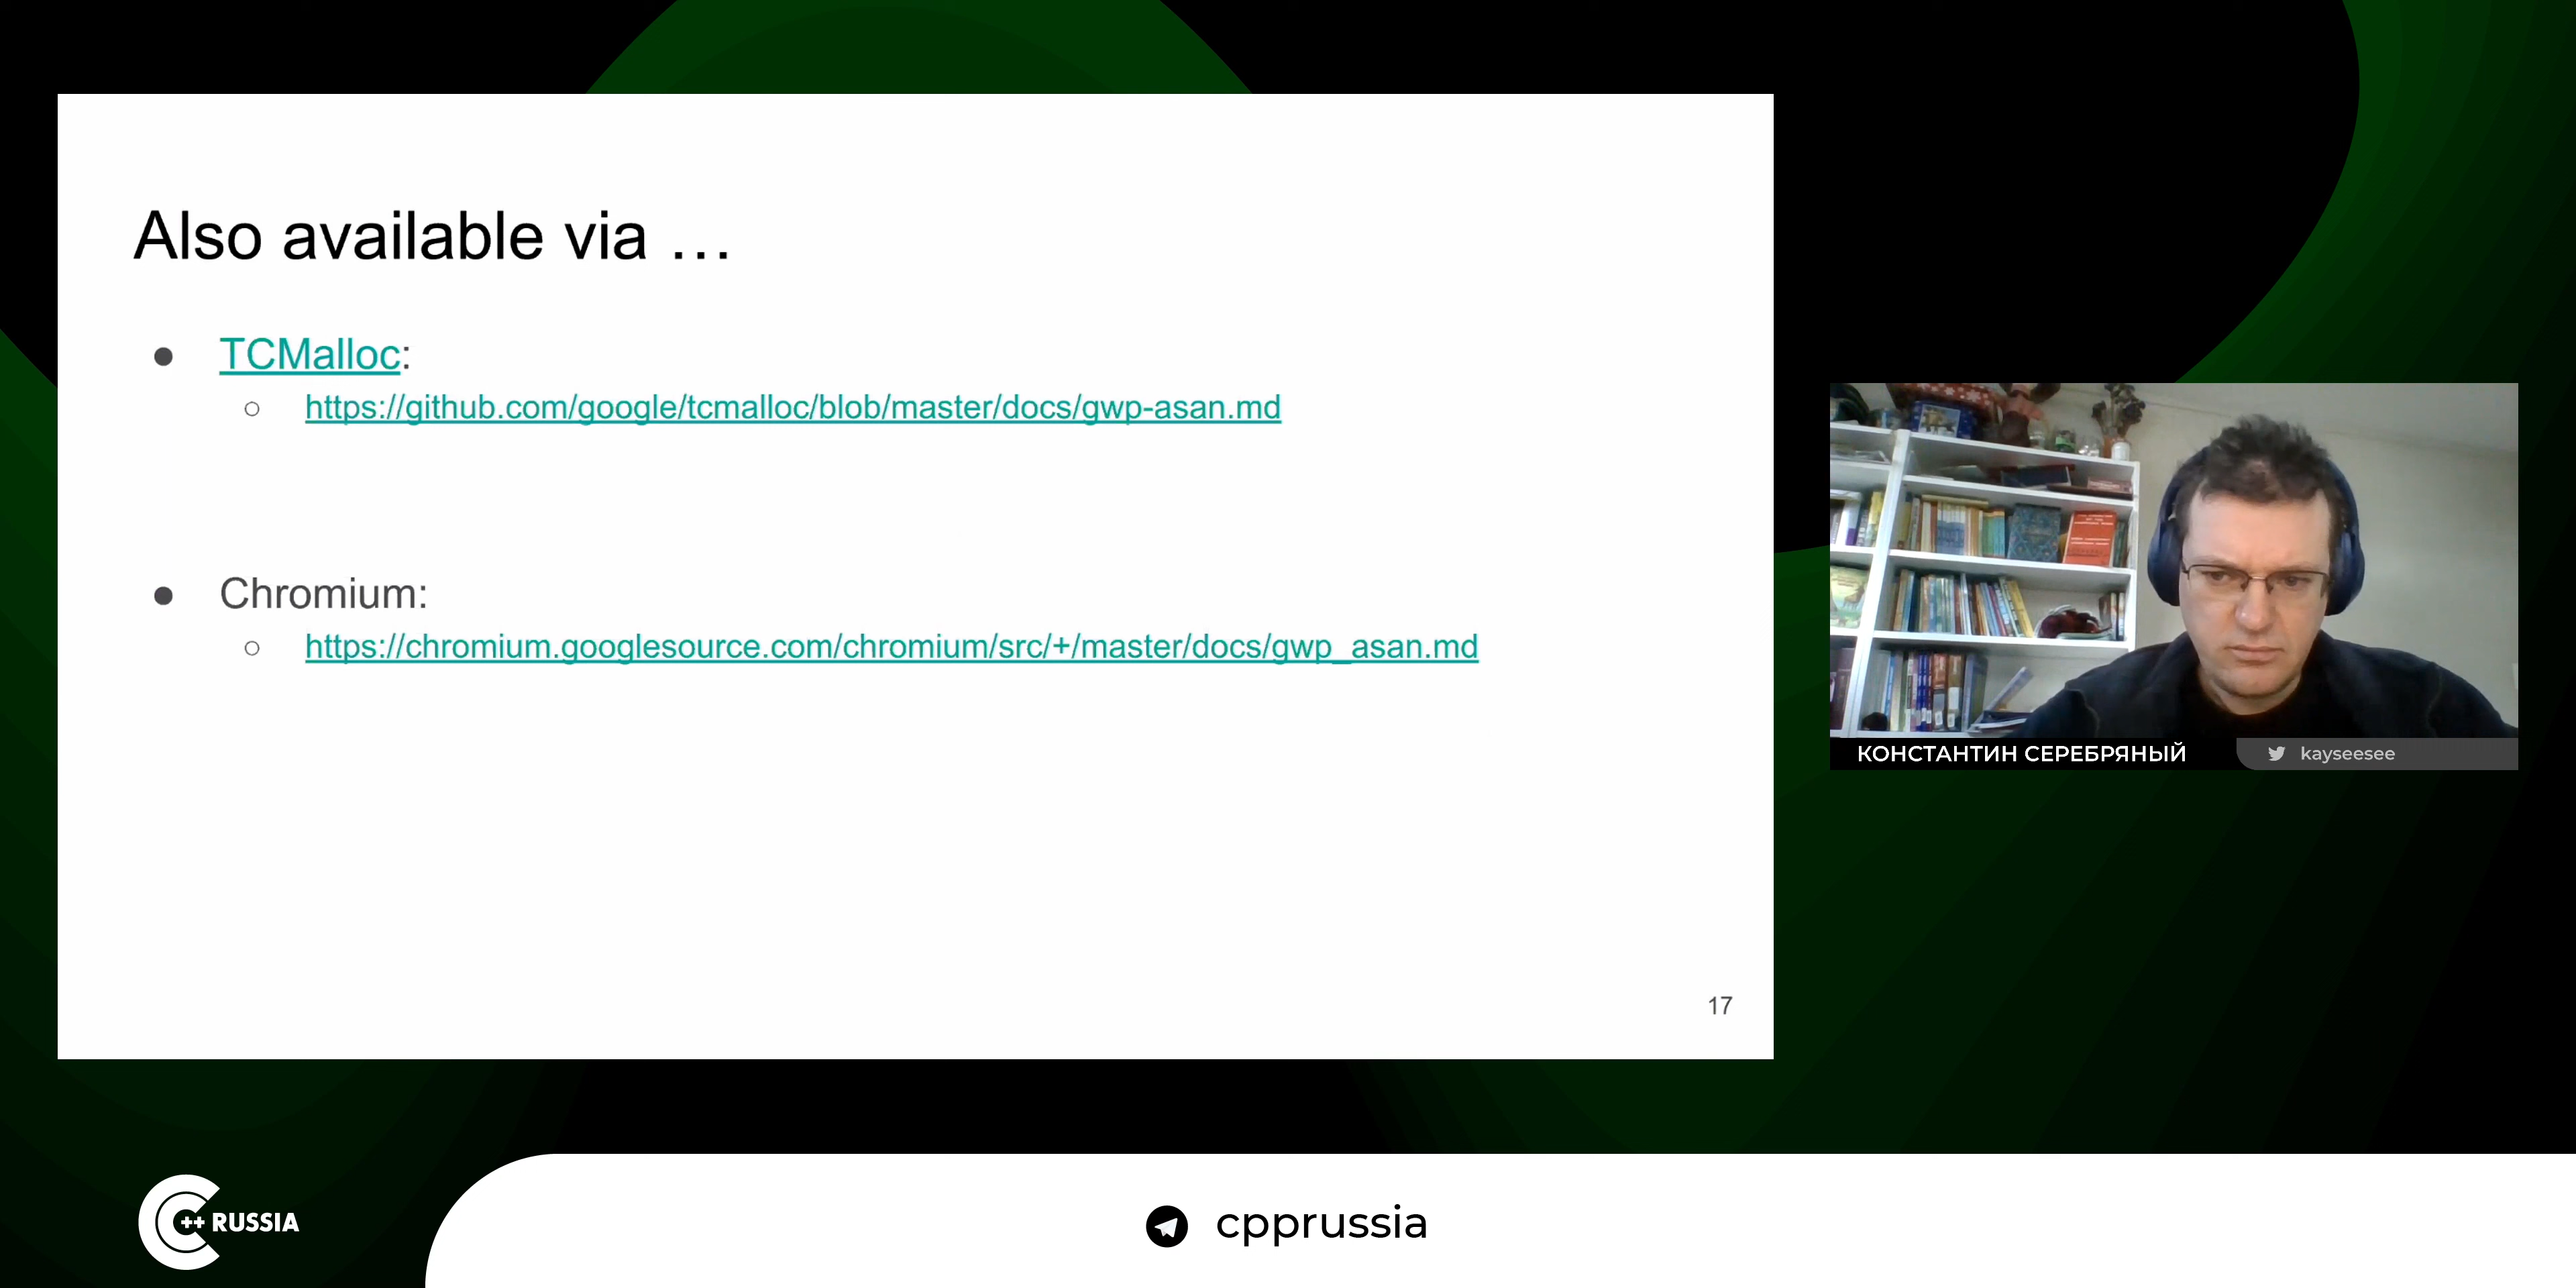 Also available via …
● TCMalloc:
○ https://github.com/google/tcmalloc/blob/master/docs/gwp-asan.md
● Chromium:
○ https://chromium.googlesource.com/chromium/src/+/master/docs/gwp_asan.md
17
КОНСТАНТИН СЕРЕБРЯНЫЙ
kayseesee
C++ RUSSIA
cpprussia